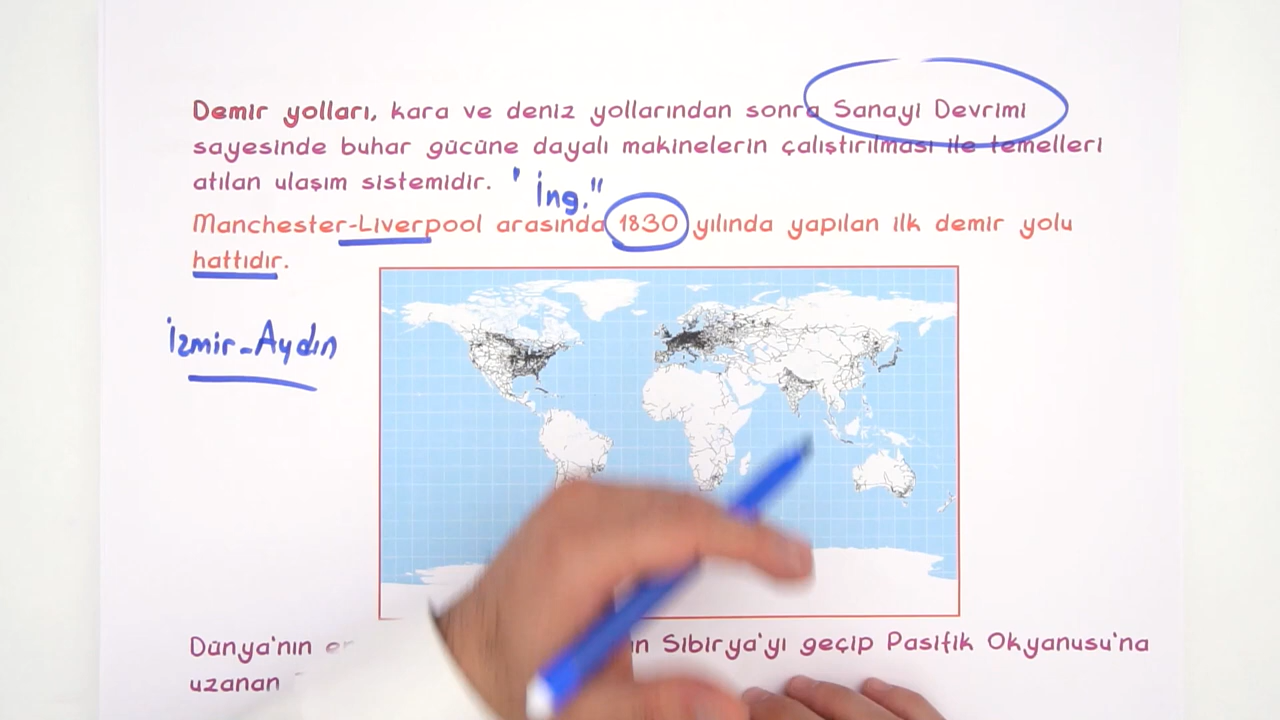 Demir yolları, kara ve deniz yollarından sonra Sanayi Devrimi
sayesinde buhar gücüne dayalı makinelerin çalıştırılması ile temelleri
atılan ulaşım sistemidir.
" İng."
Manchester-Liverpool arasında 1830 yılında yapılan ilk demir yolu
hattıdır.
İzmir-Aydın
Dünya'nın Sibirya'yı geçip Pasifik Okyanusu'na
uzanan